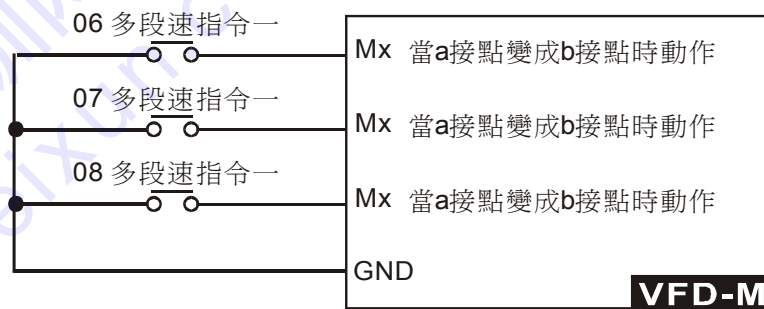 06 多段速指令一
Mx 當a接點變成b接點時動作
07 多段速指令一
Mx 當a接點變成b接點時動作
08 多段速指令一
Mx 當a接點變成b接點時動作
GND
VFD-M